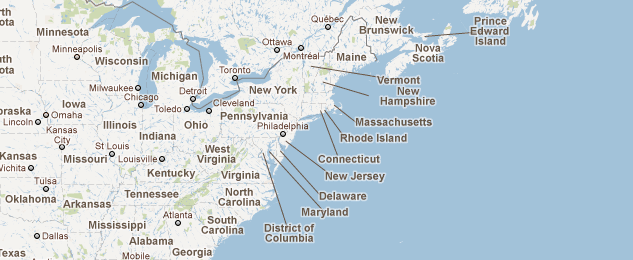 Québec
New
Brunswick
Prince
Edward
Island
Minnesota
Minneapolis
Ottawa
Montréal
Maine
Nova
Scotia
Wisconsin
Michigan
Toronto
Vermont
Milwaukee
Detroit
New York
New
Hampshire
Chicago
Iowa
Toledo
Cleveland
Omaha
Lincoln
Pennsylvania
Massachusetts
Illinois
Ohio
Philadelphia
Rhode Island
Kansas
City
Indiana
Kansas
Missouri
St Louis
Louisville
West
Virginia
Connecticut
Wichita
Kentucky
Virginia
New Jersey
Tulsa
Oklahoma
Tennessee
North
Carolina
Delaware
Arkansas
Maryland
Atlanta
South
Carolina
Mississippi
District of
Columbia
Dallas
Alabama
Georgia
Texas
Mobile